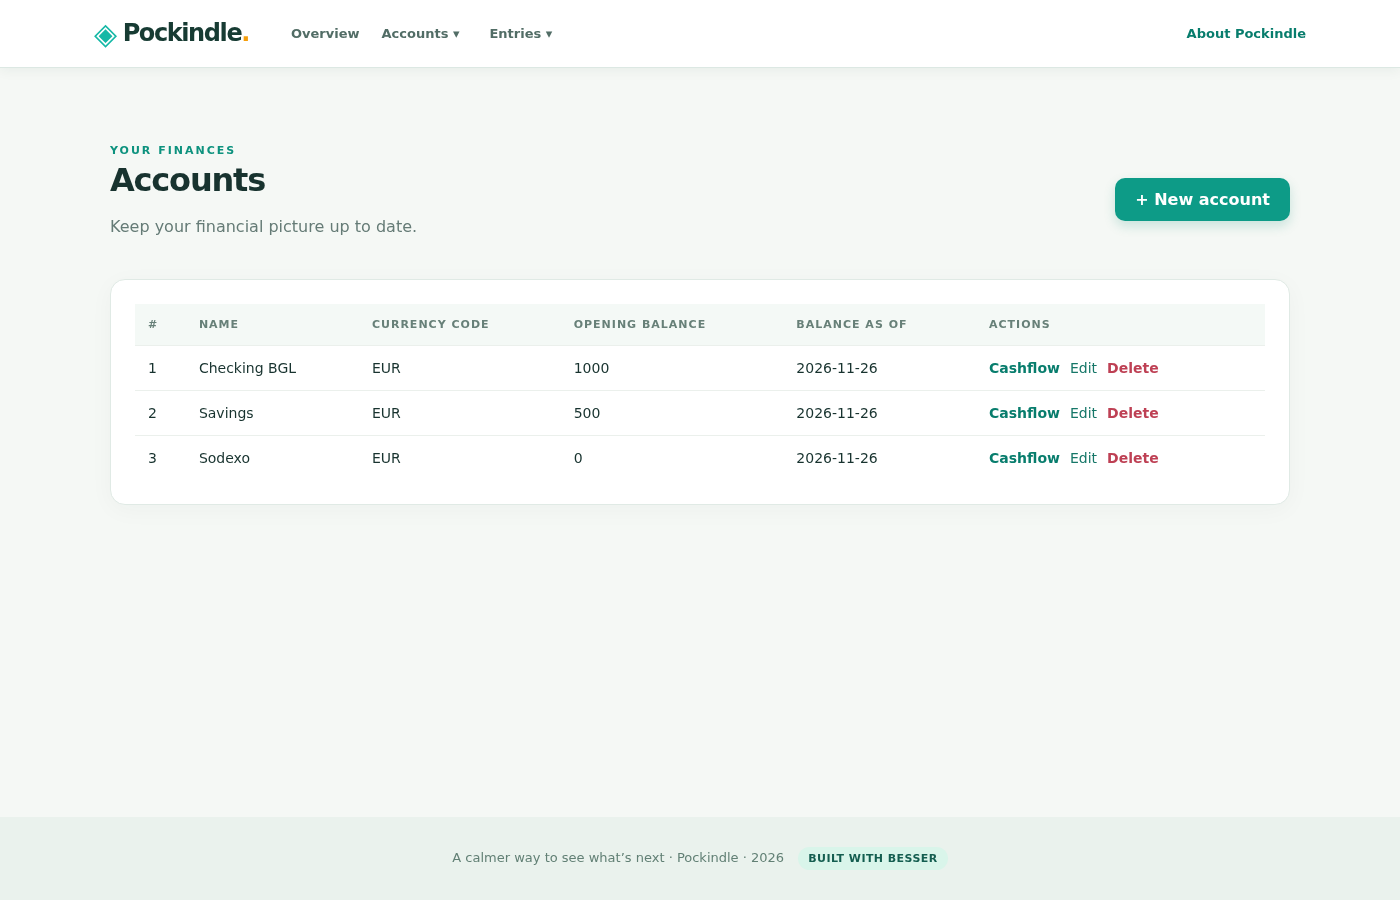 Pockindle.
Overview Accounts ▾ Entries ▾ About Pockindle
YOUR FINANCES
Accounts
+ New account
Keep your financial picture up to date.
# NAME CURRENCY CODE OPENING BALANCE BALANCE AS OF ACTIONS
1 Checking BGL EUR 1000 2026-11-26 Cashflow Edit Delete
2 Savings EUR 500 2026-11-26 Cashflow Edit Delete
3 Sodexo EUR 0 2026-11-26 Cashflow Edit Delete
A calmer way to see what’s next · Pockindle · 2026 BUILT WITH BESSER